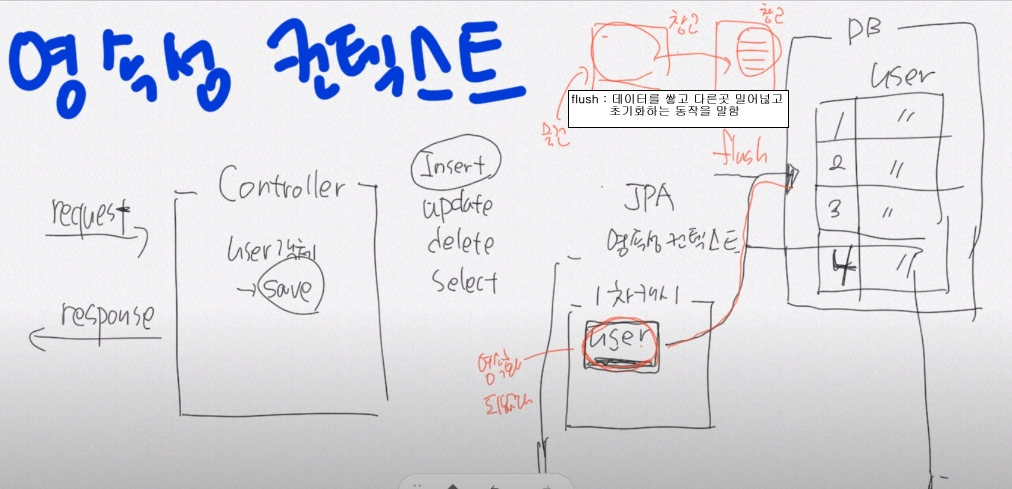 영속성 컨텍스트
창고
창고
물건
flush : 데이터를 쌓고 다른곳 밀어넣고
초기화하는 동작을 말함
flush
DB
user
1 〃
2 〃
3 〃
4 〃
request
response
Controller
user객체
→ save
Insert
update
delete
select
JPA
영속성 컨텍스트
1차캐시
user
영속화
되었다